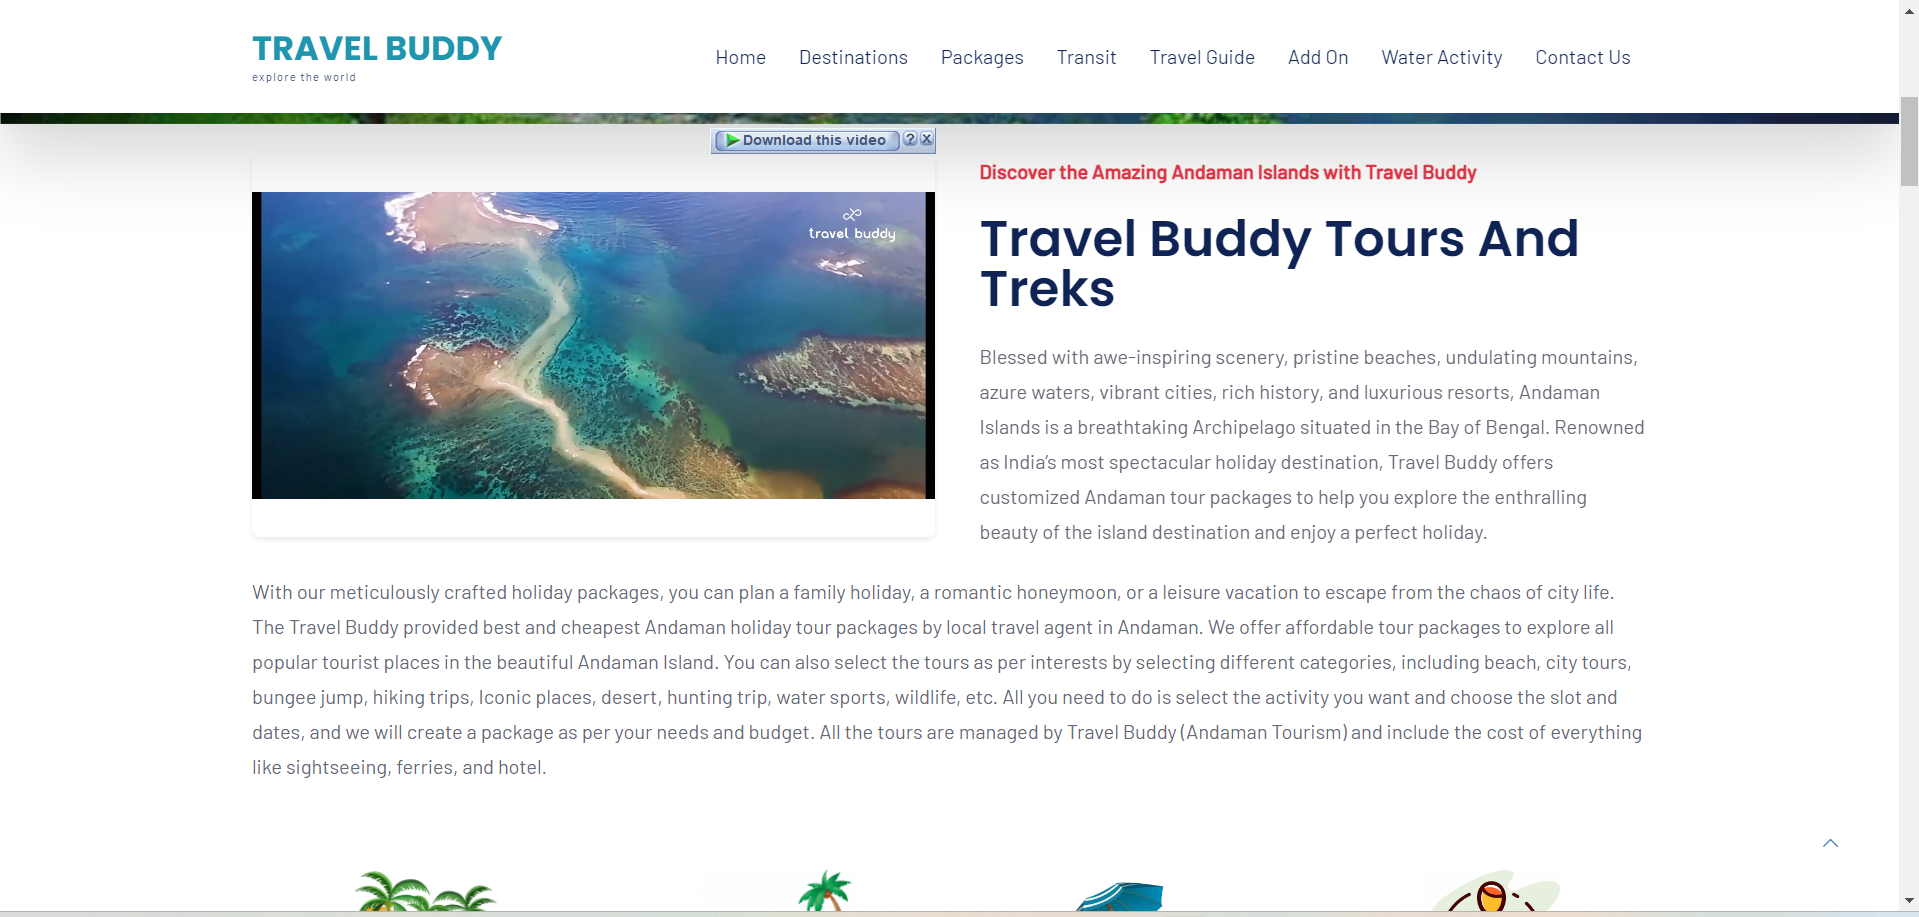 TRAVEL BUDDY
explore the world
Home Destinations Packages Transit Travel Guide Add On Water Activity Contact Us
Download this video ? X
travel buddy
Discover the Amazing Andaman Islands with Travel Buddy
Travel Buddy Tours And
Treks
Blessed with awe-inspiring scenery, pristine beaches, undulating mountains,
azure waters, vibrant cities, rich history, and luxurious resorts, Andaman
Islands is a breathtaking Archipelago situated in the Bay of Bengal. Renowned
as India’s most spectacular holiday destination, Travel Buddy offers
customized Andaman tour packages to help you explore the enthralling
beauty of the island destination and enjoy a perfect holiday.
With our meticulously crafted holiday packages, you can plan a family holiday, a romantic honeymoon, or a leisure vacation to escape from the chaos of city life.
The Travel Buddy provided best and cheapest Andaman holiday tour packages by local travel agent in Andaman. We offer affordable tour packages to explore all
popular tourist places in the beautiful Andaman Island. You can also select the tours as per interests by selecting different categories, including beach, city tours,
bungee jump, hiking trips, Iconic places, desert, hunting trip, water sports, wildlife, etc. All you need to do is select the activity you want and choose the slot and
dates, and we will create a package as per your needs and budget. All the tours are managed by Travel Buddy (Andaman Tourism) and include the cost of everything
like sightseeing, ferries, and hotel.